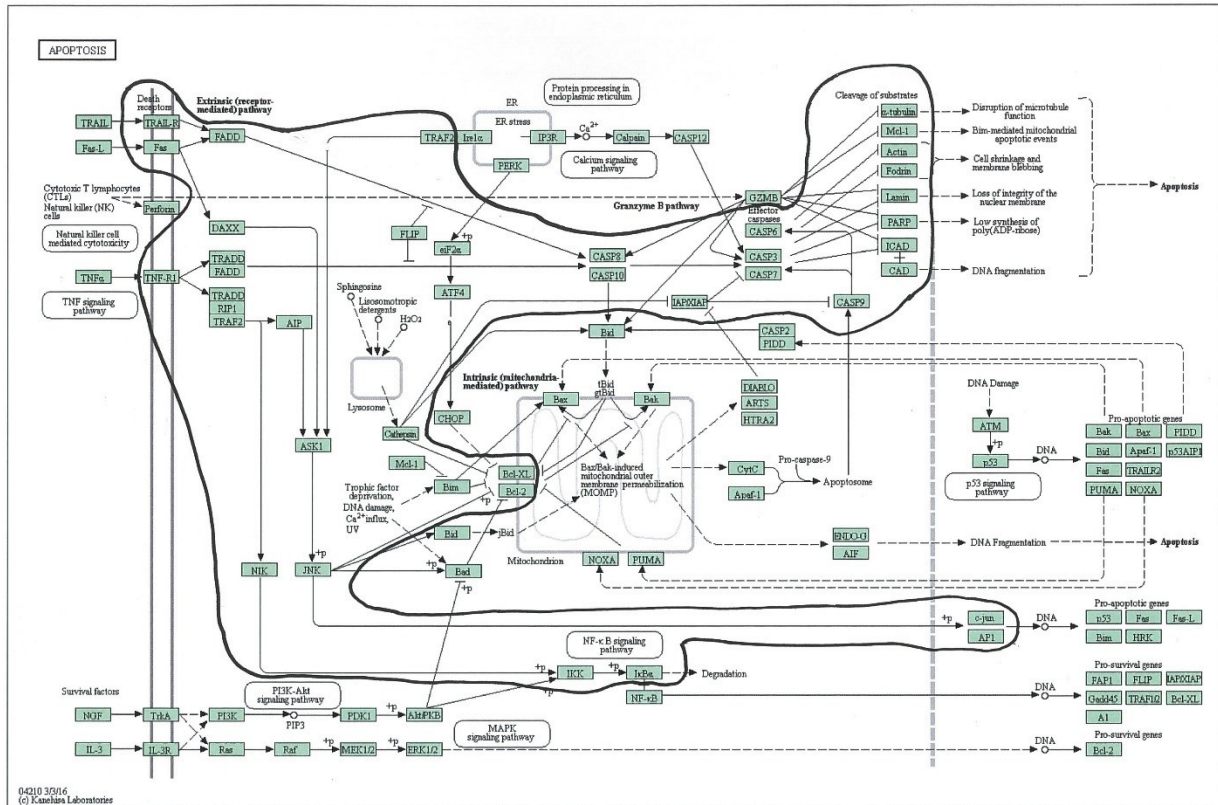 APOPTOSIS
Death
receptors
Extrinsic (receptor-
mediated) pathway
TRAIL
TRAIL-R
Fas-L
Fas
FADD
TRAF2
Ire1α
ER
ER stress
IP3R
PERK
Protein processing in
endoplasmic reticulum
Ca2+
Calpain
CASP12
Calcium signaling
pathway
Cleavage of substrates
α-tubulin
Mcl-1
Actin
Fodrin
Lamin
PARP
ICAD
CAD
Disruption of microtubule
function
Bim-mediated mitochondrial
apoptotic events
Cell shrinkage and
membrane blebbing
Loss of integrity of the
nuclear membrane
Low synthesis of
poly(ADP-ribose)
DNA fragmentation
Apoptosis
Cytotoxic T lymphocytes
(CTLs)
Natural killer (NK)
cells
Perforin
Natural killer cell
mediated cytotoxicity
Granzyme B pathway
GZMB
Effector
caspases
CASP6
CASP3
CASP7
DAXX
FLIP
+p
eiF2α
CASP8
CASP10
TNFα
TNF-R1
TRADD
FADD
TNF signaling
pathway
TRADD
RIP1
TRAF2
AIP
ATF4
IAP/XIAP
CASP9
Sphingosine
Lisosomotropic
detergents
H2O2
Lysosome
Bid
CASP2
PIDD
Intrinsic (mitochondria-
mediated) pathway
tBid
gtBid
Bax
Bak
CHOP
Cathepsin
ASK1
DIABLO
ARTS
HTRA2
DNA Damage
ATM
+p
p53
DNA
p53 signaling
pathway
Pro-apoptotic genes
Bak
Bax
PIDD
Bid
Apaf-1
p53AIP1
Fas
TRAILR2
PUMA
NOXA
Mcl-1
Bim
Bcl-XL
Bcl-2
+p
Bax/Bak-induced
mitochondrial outer
membrane permeabilization
(MOMP)
CytC
Pro-caspase-9
Apaf-1
Apoptosome
Trophic factor
deprivation,
DNA damage,
Ca2+ influx,
UV
+p
Bid
jBid
Mitochondrion
NOXA
PUMA
ENDO-G
AIF
DNA Fragmentation
Apoptosis
NIK
+p
JNK
+p
Bad
+p
+p
c-jun
AP1
DNA
Pro-apoptotic genes
p53
Fas
Fas-L
Bim
HRK
NF-κB signaling
pathway
+p
IKK
+p
IκBα
Degradation
+p
NF-κB
DNA
Pro-survival genes
FAP1
FLIP
IAP/XIAP
Gadd45
TRAF1/2
Bcl-XL
A1
Survival factors
PI3K-Akt
signaling pathway
NGF
TrkA
PI3K
PIP3
PDK1
+p
Akt/PKB
MAPK
signaling pathway
IL-3
IL-3R
Ras
Raf
+p
MEK1/2
+p
ERK1/2
DNA
Pro-survival genes
Bcl-2
04210 3/3/16
(c) Kanehisa Laboratories